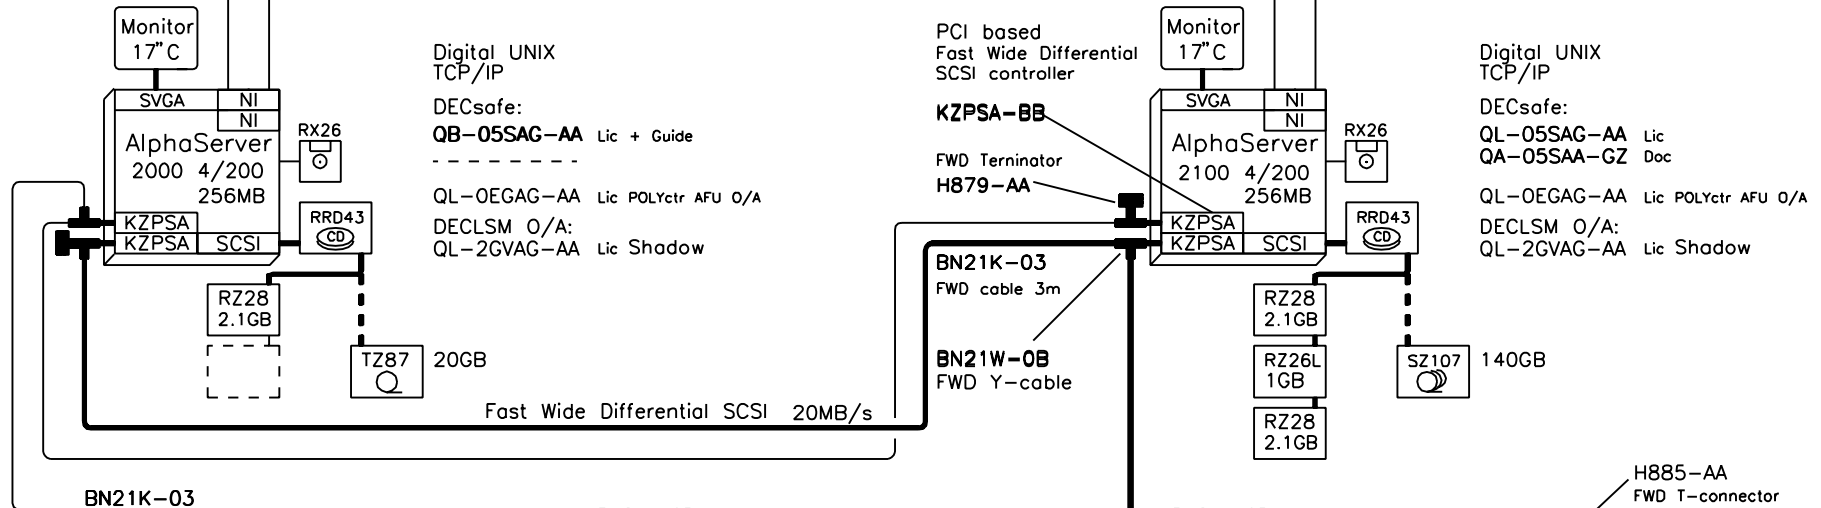 Monitor
17"C
SVGA
NI
NI
AlphaServer
2000 4/200
256MB
KZPSA
KZPSA
SCSI
RX26
RRD43
CD
RZ28
2.1GB
TZ87
20GB
Digital UNIX
TCP/IP
DECsafe:
QB-05SAG-AA Lic + Guide
QL-0EGAG-AA Lic POLYctr AFU O/A
DECLSM O/A:
QL-2GVAG-AA Lic Shadow
Fast Wide Differential SCSI 20MB/s
BN21K-03
PCI based
Fast Wide Differential
SCSI controller
KZPSA-BB
FWD Terninator
H879-AA
BN21K-03
FWD cable 3m
BN21W-0B
FWD Y-cable
Monitor
17"C
SVGA
NI
NI
AlphaServer
2100 4/200
256MB
KZPSA
KZPSA
SCSI
RX26
RRD43
CD
RZ28
2.1GB
RZ26L
1GB
RZ28
2.1GB
SZ107
140GB
Digital UNIX
TCP/IP
DECsafe:
QL-05SAG-AA Lic
QA-05SAA-GZ Doc
QL-0EGAG-AA Lic POLYctr AFU O/A
DECLSM O/A:
QL-2GVAG-AA Lic Shadow
H885-AA
FWD T-connector